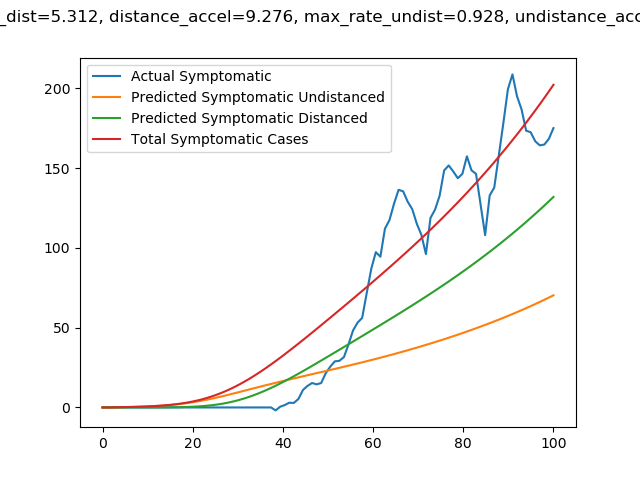 _dist=5.312, distance_accel=9.276, max_rate_undist=0.928, undistance_acc
Actual Symptomatic
Predicted Symptomatic Undistanced
Predicted Symptomatic Distanced
Total Symptomatic Cases
200
150
100
50
0
0 20 40 60 80 100